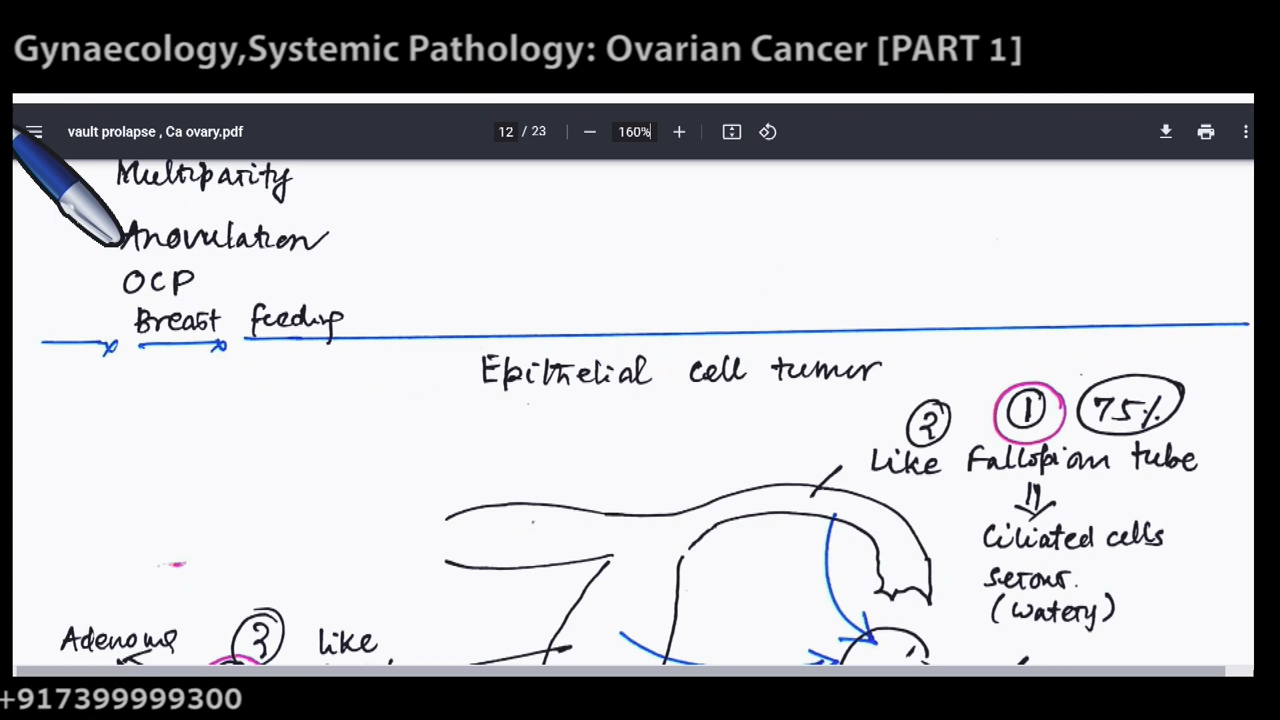 Gynaecology,Systemic Pathology: Ovarian Cancer [PART 1]
vault prolapse , Ca ovary.pdf
12 / 23
160%
Multiparity
Anovulation
OCP
Breast feeding
Epithelial cell tumor
2 1 75%
Like Fallopian tube
Ciliated cells
serous.
(watery)
Adenoma
like
+917399999300